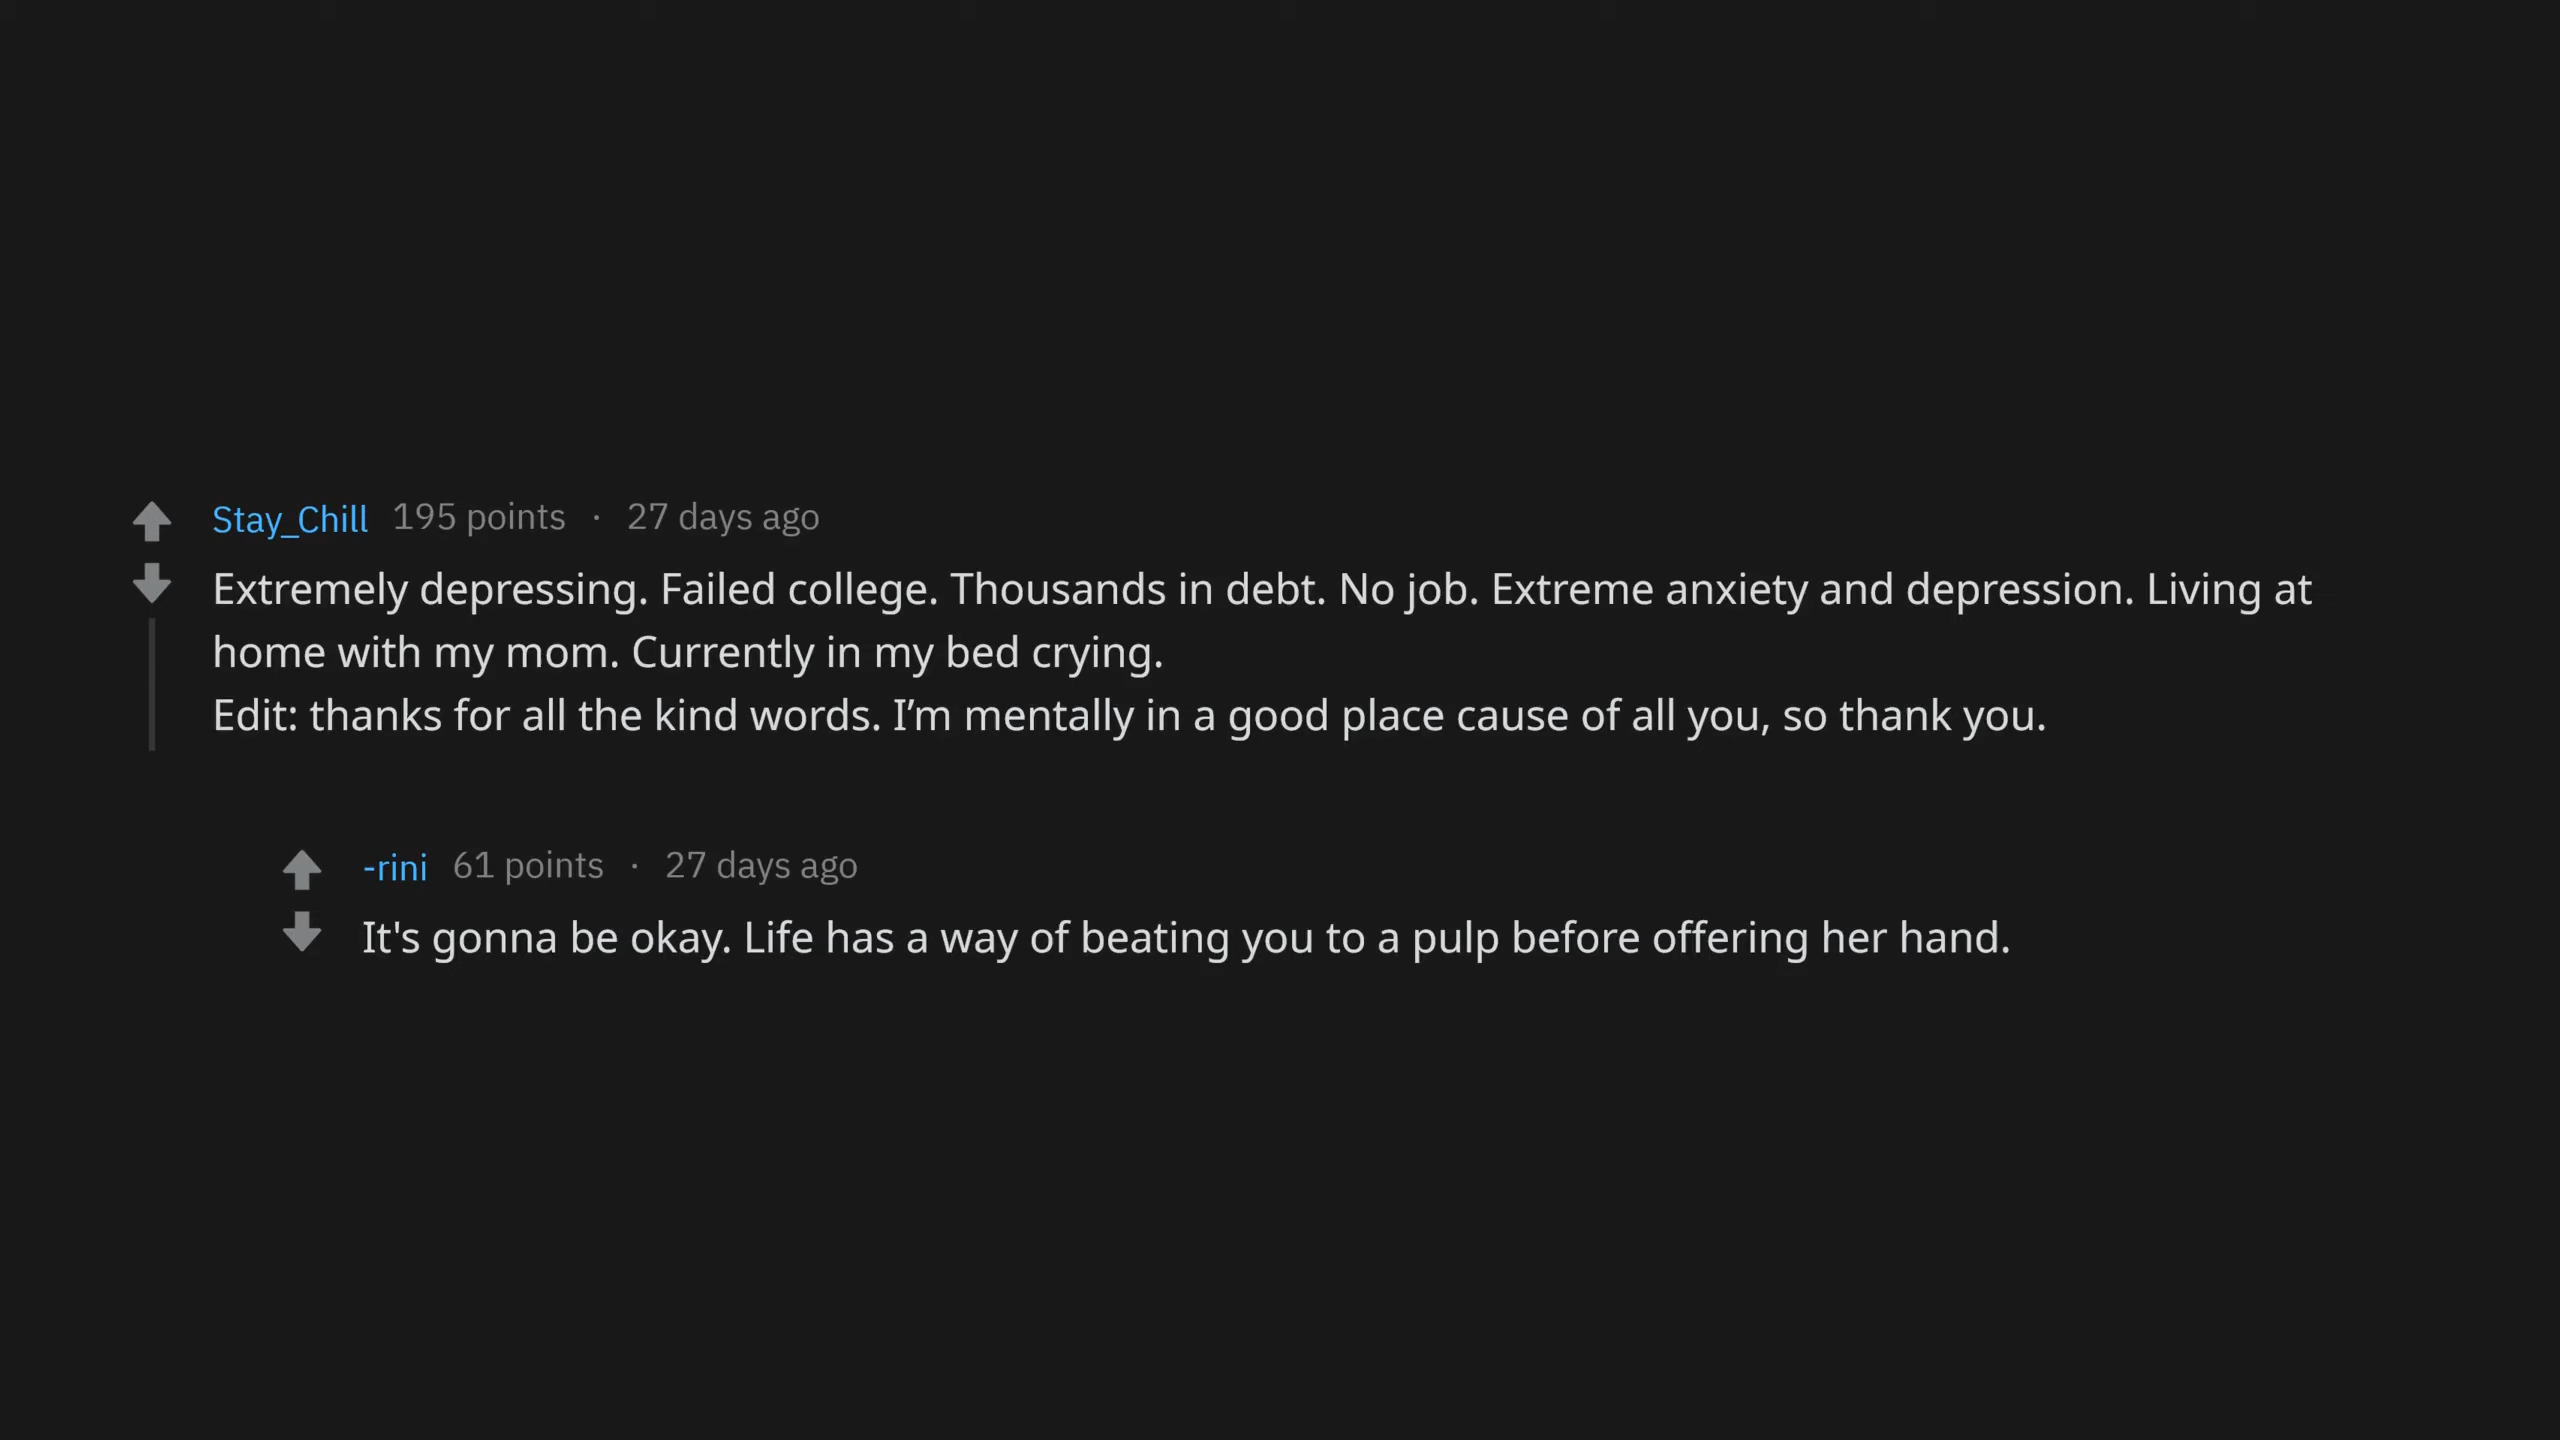 Stay_Chill 195 points · 27 days ago
Extremely depressing. Failed college. Thousands in debt. No job. Extreme anxiety and depression. Living at
home with my mom. Currently in my bed crying.
Edit: thanks for all the kind words. I’m mentally in a good place cause of all you, so thank you.
-rini 61 points · 27 days ago
It's gonna be okay. Life has a way of beating you to a pulp before offering her hand.